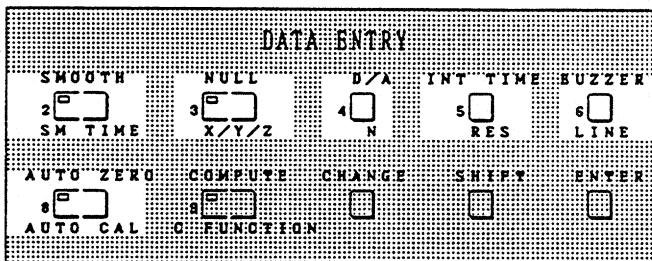 DATA ENTRY
SMOOTH NULL D/A INT TIME BUZZER
2 3 4 5 6
SM TIME X/Y/Z N RES LINE
AUTO ZERO COMPUTE CHANGE SHIFT ENTER
8 9
AUTO CAL C FUNCTION